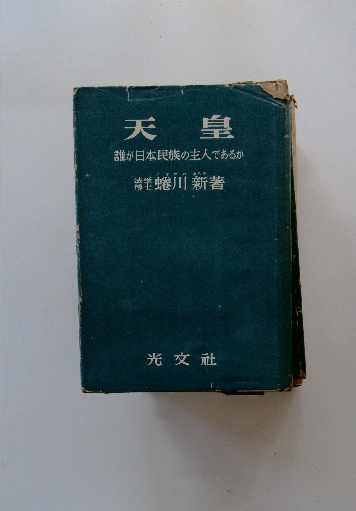 天皇
誰が日本民族の主人であるか
法学博士 蜷川新著
光文社